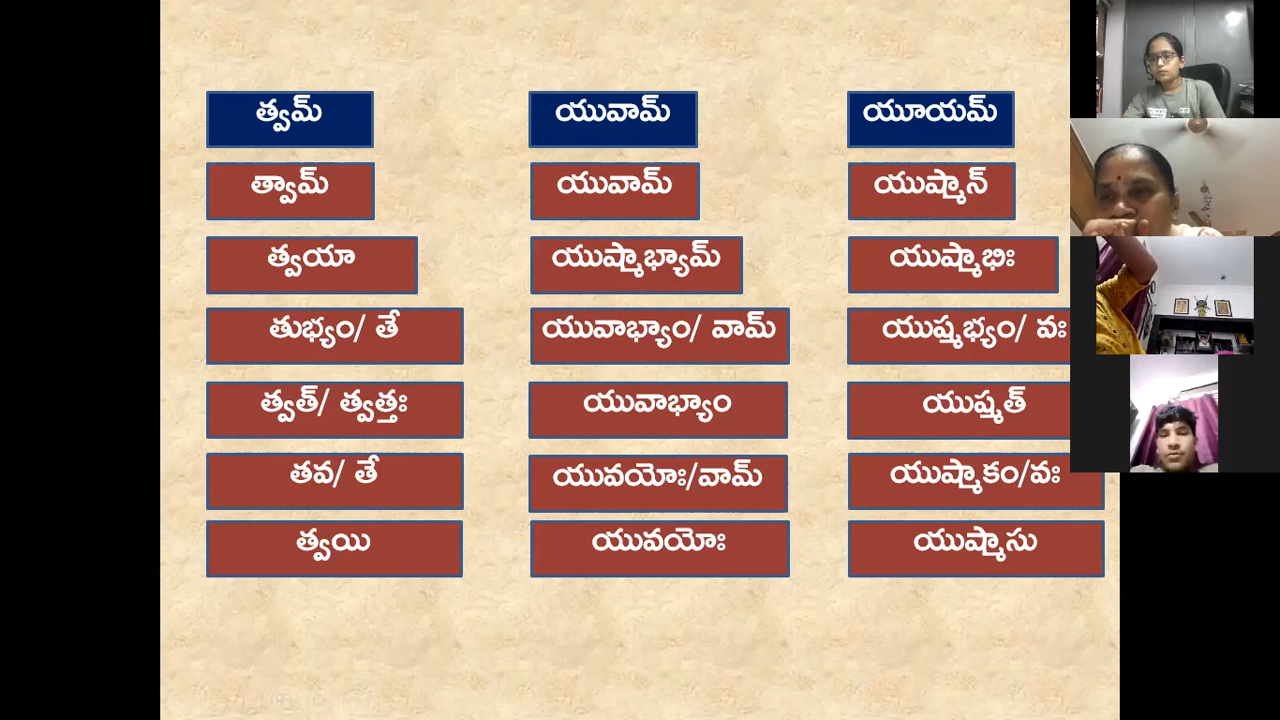 త్వమ్ యువామ్ యూయమ్
త్వామ్ యువామ్ యుష్మాన్
త్వయా యుష్మాభ్యామ్ యుష్మాభిః
తుభ్యం/ తే యువాభ్యాం/ వామ్ యుష్మభ్యం/ వః
త్వత్/ త్వత్తః యువాభ్యాం యుష్మత్
తవ/ తే యువయోః/వామ్ యుష్మాకం/వః
త్వయి యువయోః యుష్మాసు